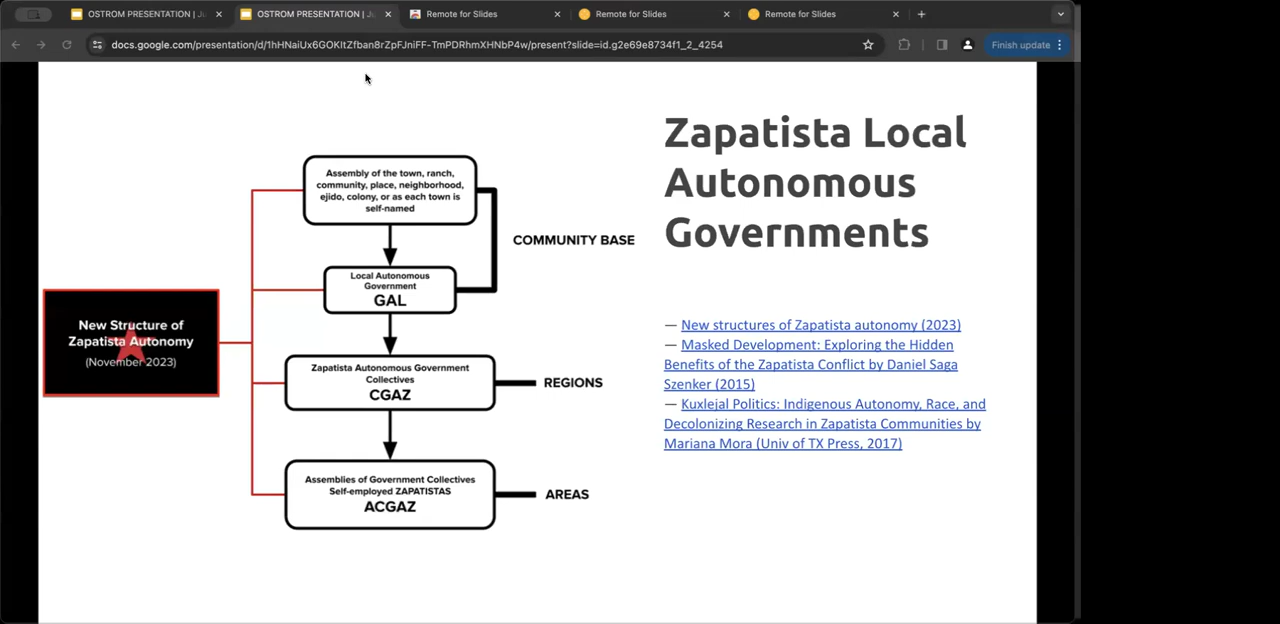 OSTROM PRESENTATION | Ju
OSTROM PRESENTATION | Ju
Remote for Slides
Remote for Slides
Remote for Slides
docs.google.com/presentation/d/1hHNaiUx6GOKItZfban8rZpFJniFF-TmPDRhmXHNbP4w/present?slide=id.g2e69e8734f1_2_4254
Finish update
Zapatista Local
Autonomous
Governments
Assembly of the town, ranch,
community, place, neighborhood,
ejido, colony, or as each town is
self-named
COMMUNITY BASE
Local Autonomous
Government
GAL
New Structure of
Zapatista Autonomy
(November 2023)
Zapatista Autonomous Government
Collectives
CGAZ
REGIONS
Assemblies of Government Collectives
Self-employed ZAPATISTAS
ACGAZ
AREAS
— New structures of Zapatista autonomy (2023)
— Masked Development: Exploring the Hidden
Benefits of the Zapatista Conflict by Daniel Saga
Szenker (2015)
— Kuxlejal Politics: Indigenous Autonomy, Race, and
Decolonizing Research in Zapatista Communities by
Mariana Mora (Univ of TX Press, 2017)